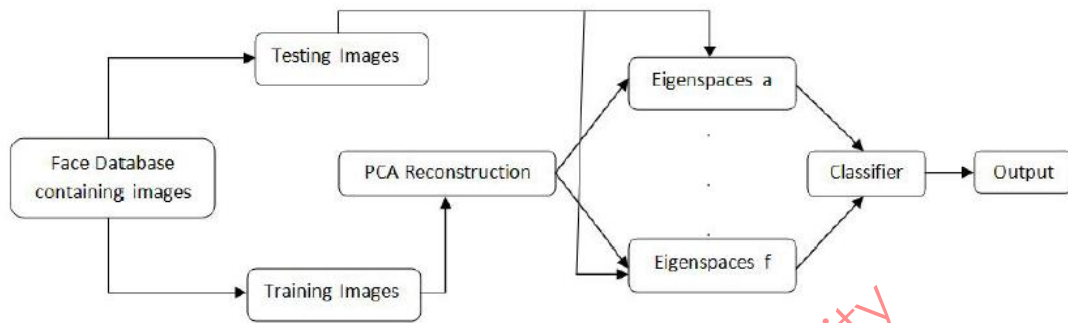 Testing Images
Eigenspaces a
Face Database
containing images
PCA Reconstruction
Classifier
Output
Eigenspaces f
Training Images